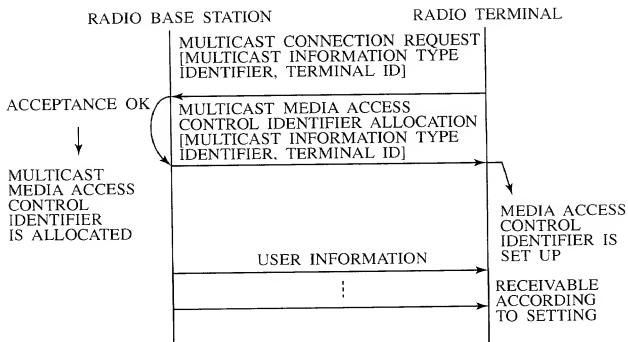 RADIO BASE STATION
RADIO TERMINAL
MULTICAST CONNECTION REQUEST
[MULTICAST INFORMATION TYPE
IDENTIFIER, TERMINAL ID]
ACCEPTANCE OK
MULTICAST MEDIA ACCESS
CONTROL IDENTIFIER ALLOCATION
[MULTICAST INFORMATION TYPE
IDENTIFIER, TERMINAL ID]
MULTICAST
MEDIA ACCESS
CONTROL
IDENTIFIER
IS ALLOCATED
MEDIA ACCESS
CONTROL
IDENTIFIER IS
SET UP
USER INFORMATION
RECEIVABLE
ACCORDING
TO SETTING